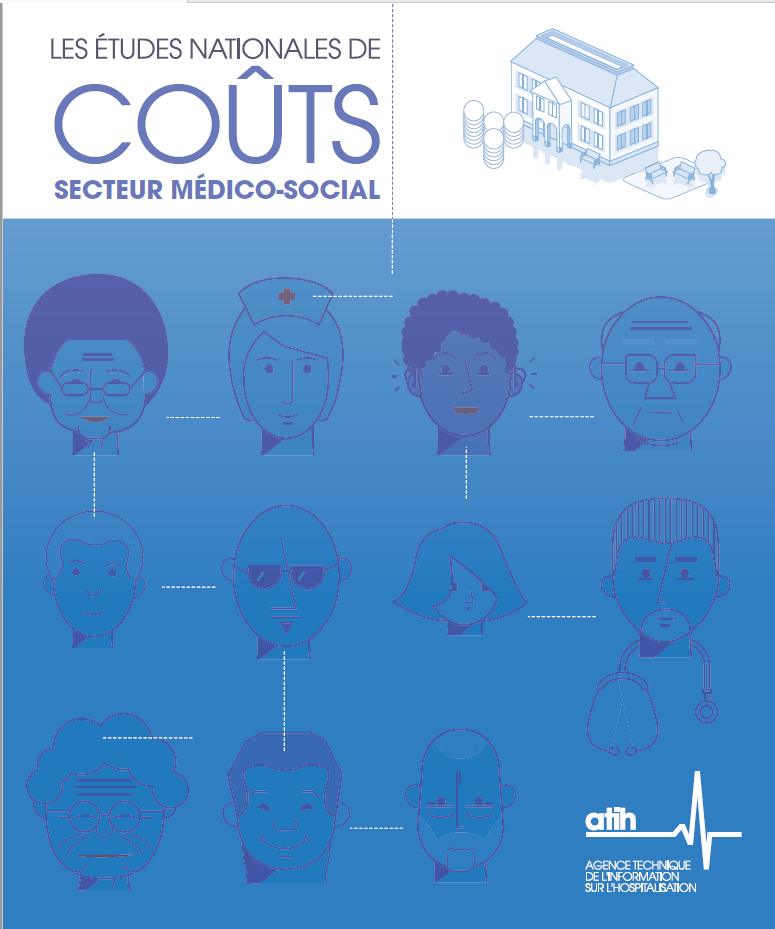 LES ÉTUDES NATIONALES DE
COÛTS
SECTEUR MÉDICO-SOCIAL
atih
AGENCE TECHNIQUE
DE L'INFORMATION
SUR L'HOSPITALISATION